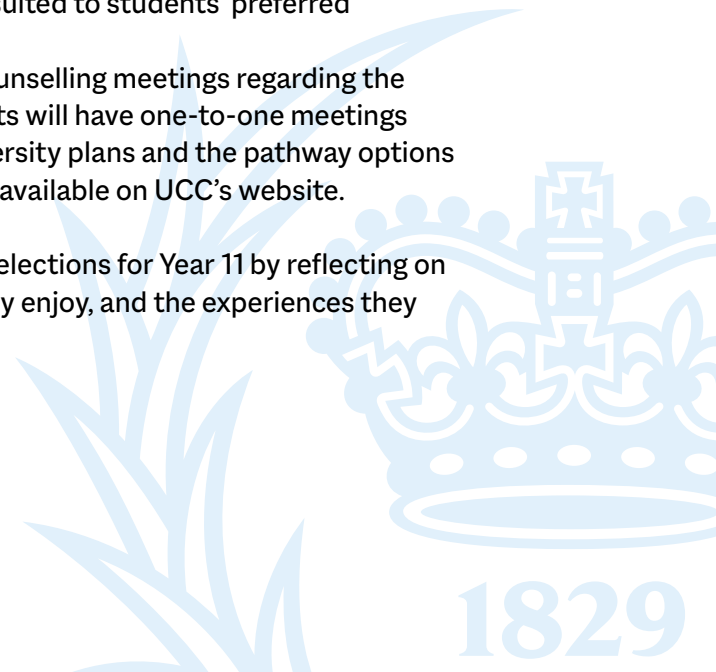 suited to students' preferred
unselling meetings regarding the
ts will have one-to-one meetings
ersity plans and the pathway options
available on UCC’s website.
elections for Year 11 by reflecting on
y enjoy, and the experiences they
1829